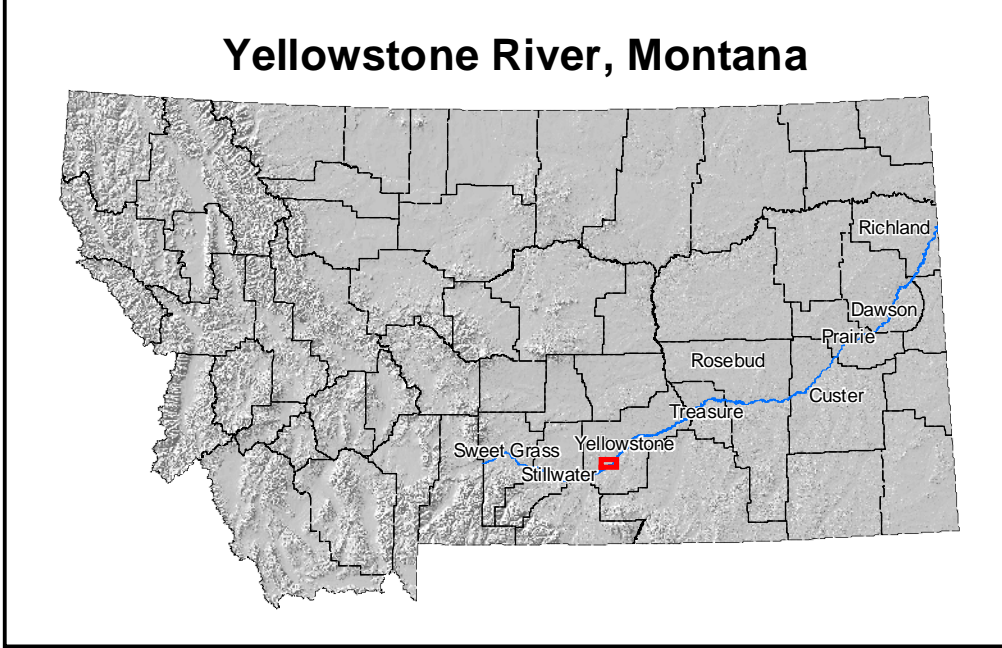 Yellowstone River, Montana
Richland
Dawson
Prairie
Rosebud
Custer
Treasure
Yellowstone
Sweet Grass
Stillwater